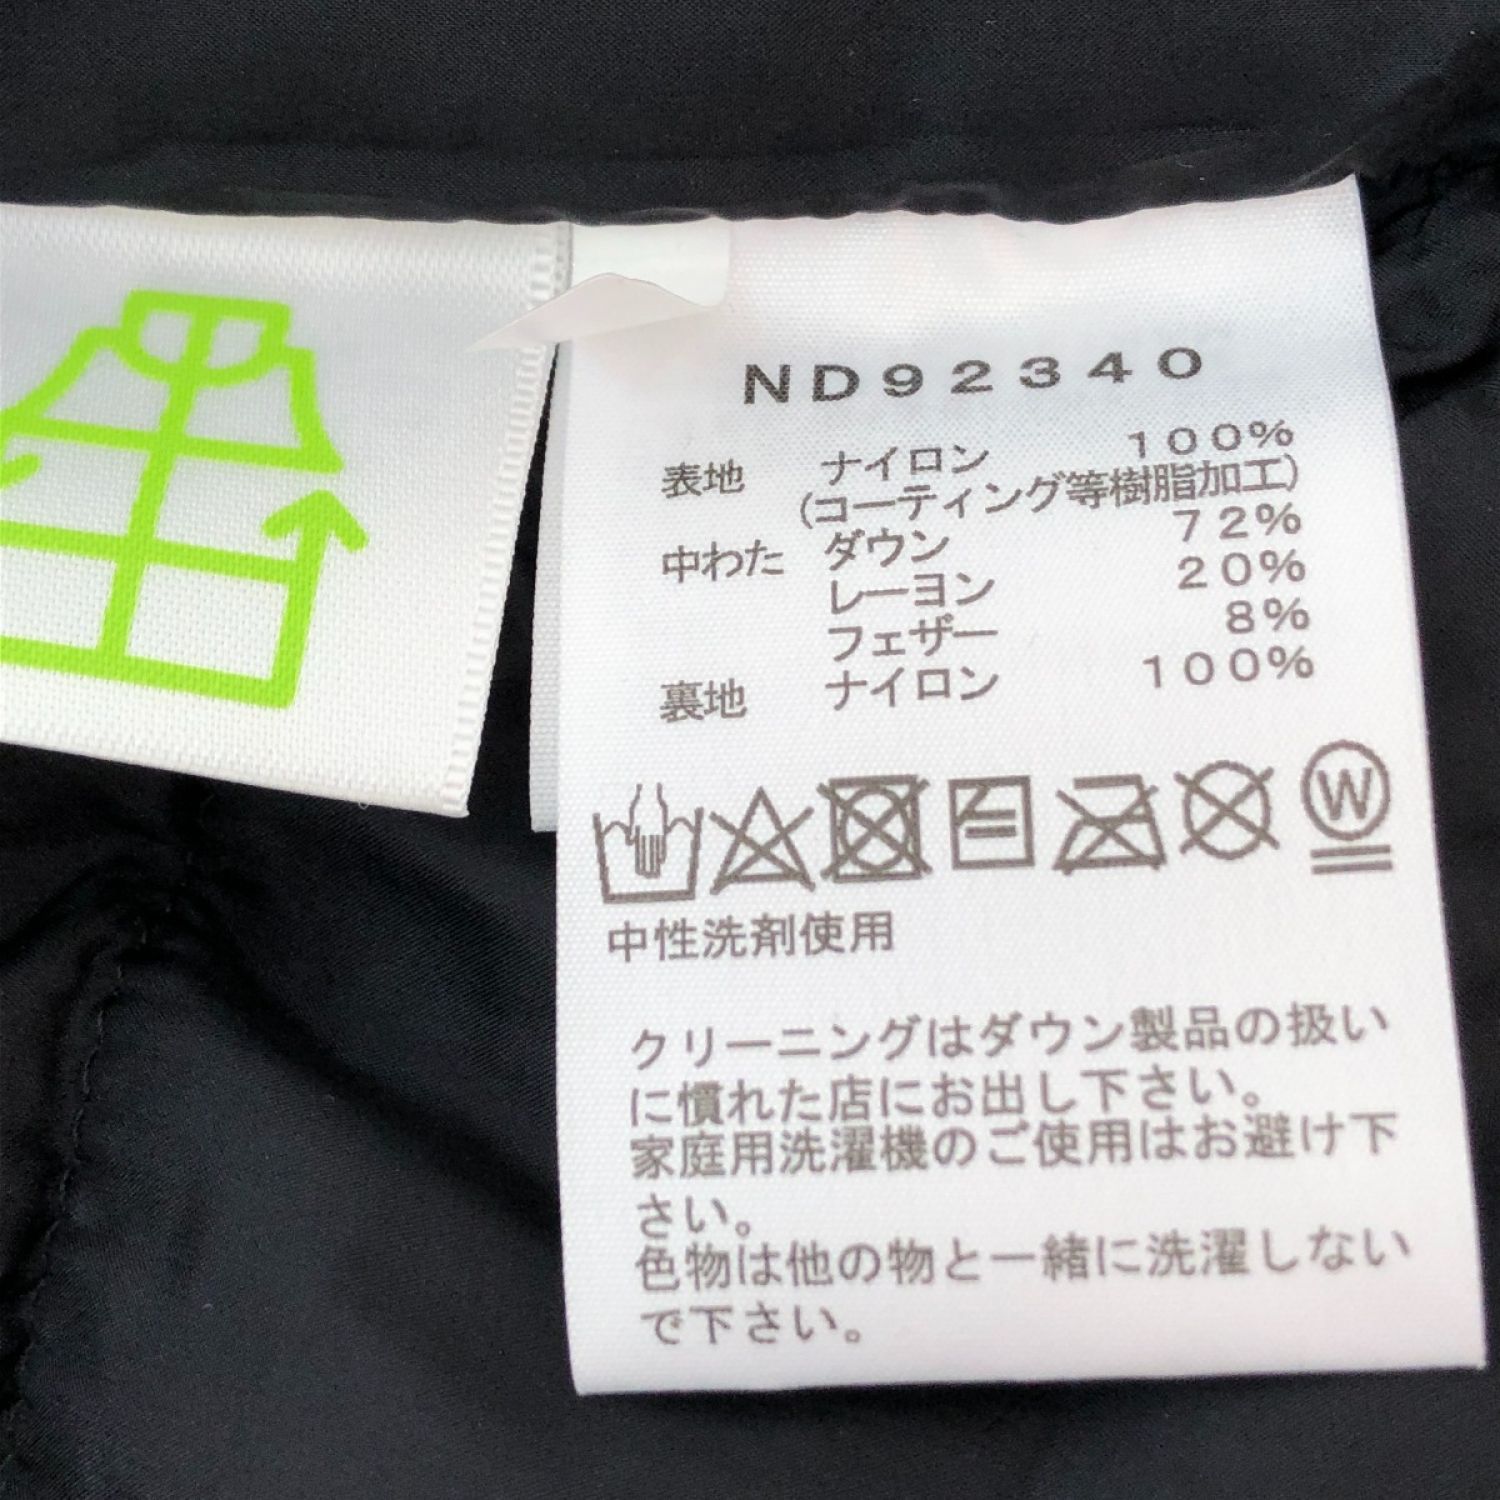 ND92340
表地 ナイロン 100%
(コーティング等樹脂加工)
中わた ダウン 72%
レーヨン 20%
フェザー 8%
裏地 ナイロン 100%
W
中性洗剤使用
クリーニングはダウン製品の扱い
に慣れた店にお出し下さい。
家庭用洗濯機のご使用はお避け下
さい。
色物は他の物と一緒に洗濯しない
で下さい。